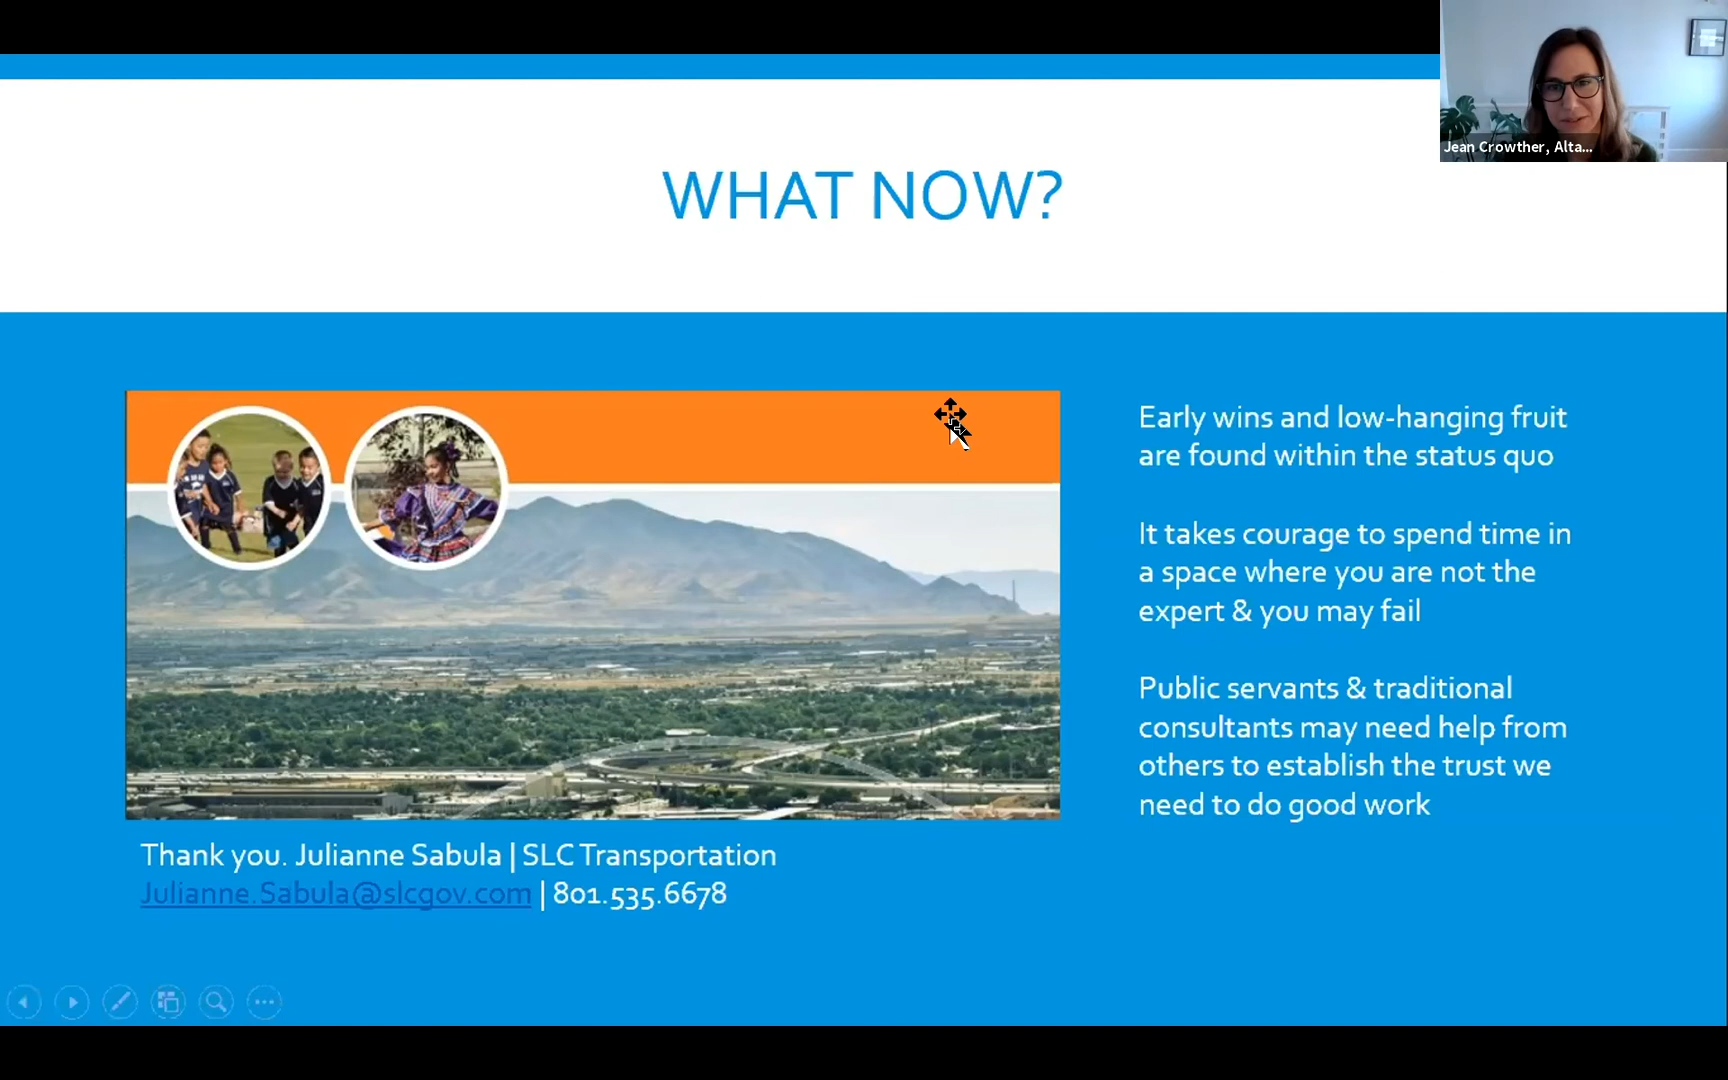 Jean Crowther, Alta...
WHAT NOW?
Early wins and low-hanging fruit
are found within the status quo
It takes courage to spend time in
a space where you are not the
expert & you may fail
Public servants & traditional
consultants may need help from
others to establish the trust we
need to do good work
Thank you. Julianne Sabula | SLC Transportation
Julianne.Sabula@slcgov.com | 801.535.6678